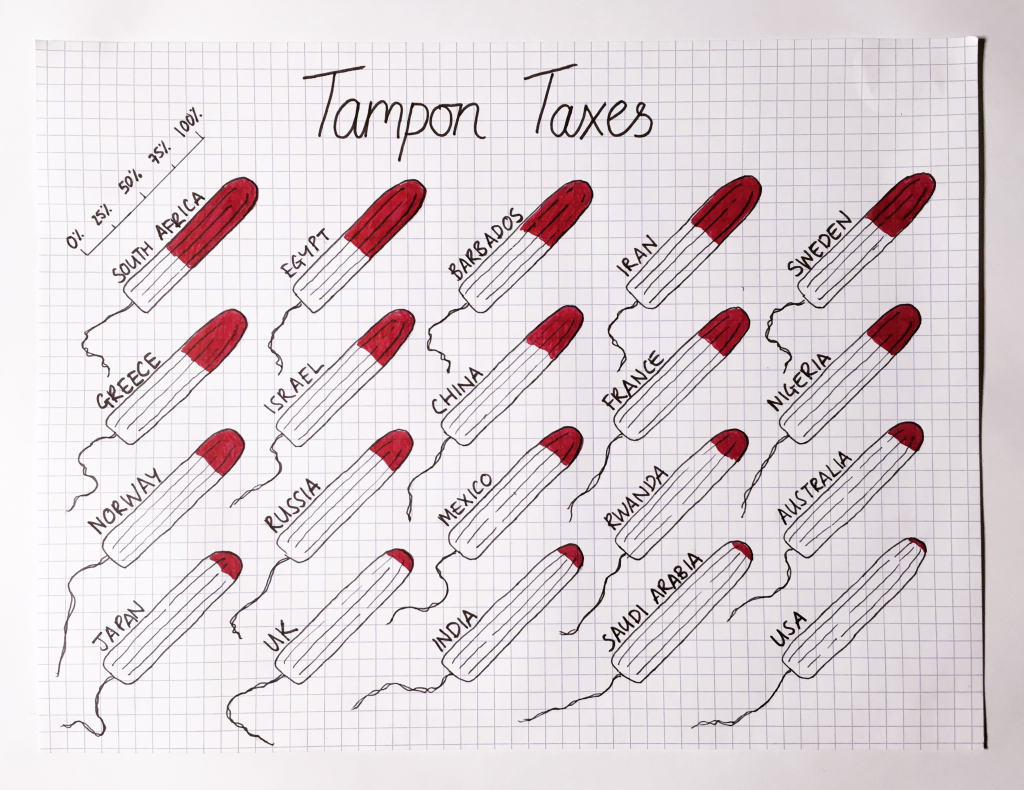 Tampon Taxes
0% 25% 50% 75% 100%
SOUTH AFRICA
EGYPT
BARBADOS
IRAN
SWEDEN
GREECE
ISRAEL
CHINA
FRANCE
NIGERIA
NORWAY
RUSSIA
MEXICO
RWANDA
AUSTRALIA
JAPAN
UK
INDIA
SAUDI ARABIA
USA